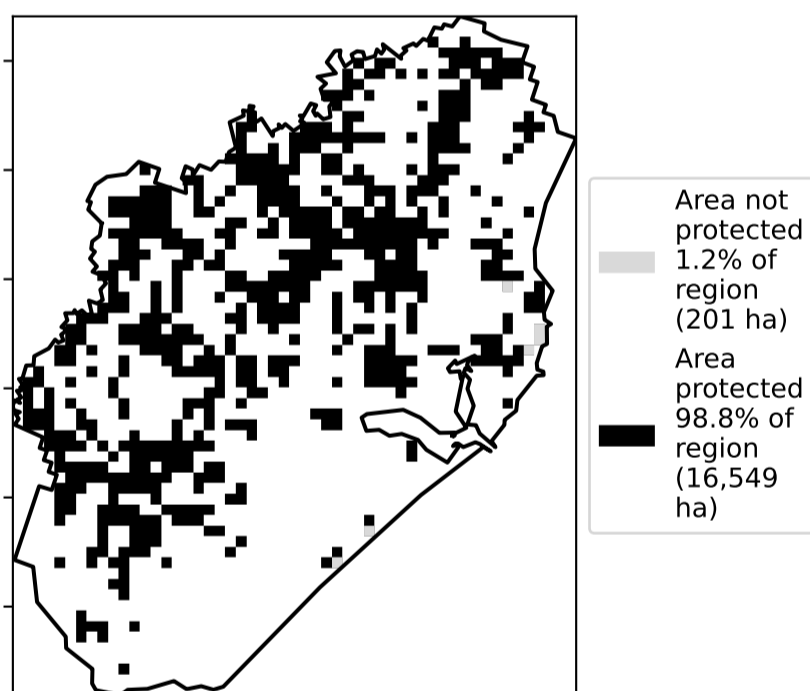 Area not
protected
1.2% of
region
(201 ha)
Area
protected
98.8% of
region
(16,549
ha)